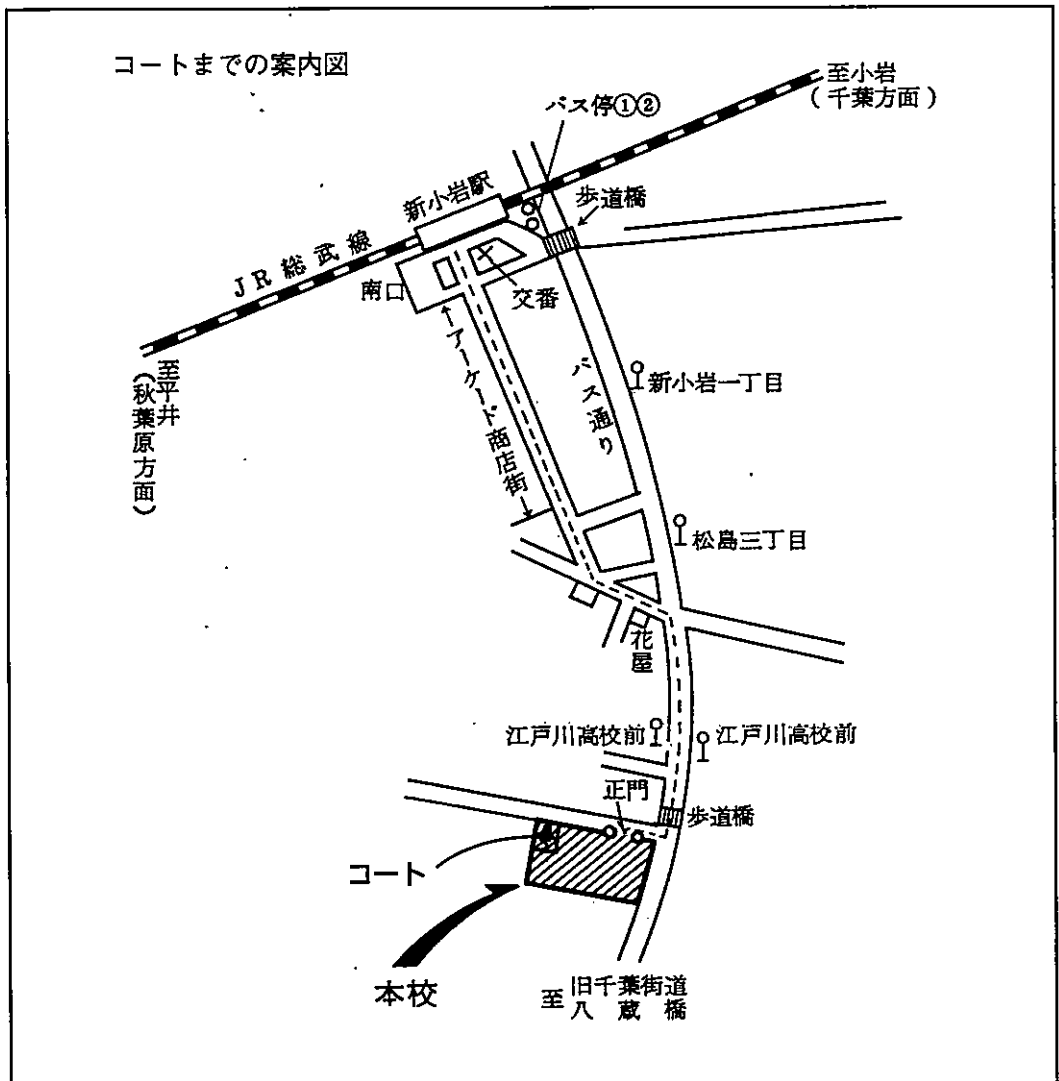 コートまでの案内図
至小岩
(千葉方面)
バス停①②
新小岩駅
歩道橋
JR総武線
南口
交番
至平井
(秋葉原方面)
←アーケード商店街→
バス通り
新小岩一丁目
松島三丁目
花屋
江戸川高校前
江戸川高校前
正門
歩道橋
コート
本校
至 旧千葉街道
八蔵橋